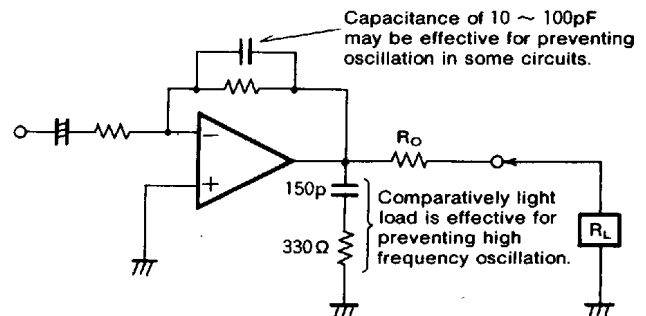 Capacitance of 10 ~ 100pF
may be effective for preventing
oscillation in some circuits.
−
+
RO
150p
330Ω
Comparatively light
load is effective for
preventing high
frequency oscillation.
RL